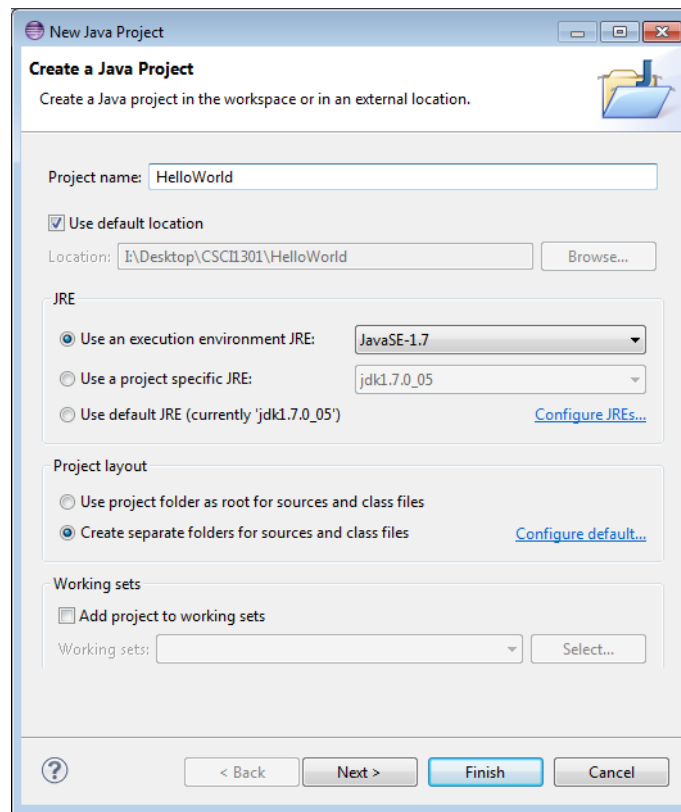 New Java Project
Create a Java Project
Create a Java project in the workspace or in an external location.
Project name: HelloWorld
Use default location
Location: I:\Desktop\CSCI1301\HelloWorld Browse...
JRE
Use an execution environment JRE: JavaSE-1.7
Use a project specific JRE: jdk1.7.0_05
Use default JRE (currently 'jdk1.7.0_05') Configure JREs...
Project layout
Use project folder as root for sources and class files
Create separate folders for sources and class files Configure default...
Working sets
Add project to working sets
Working sets: Select...
? < Back Next > Finish Cancel